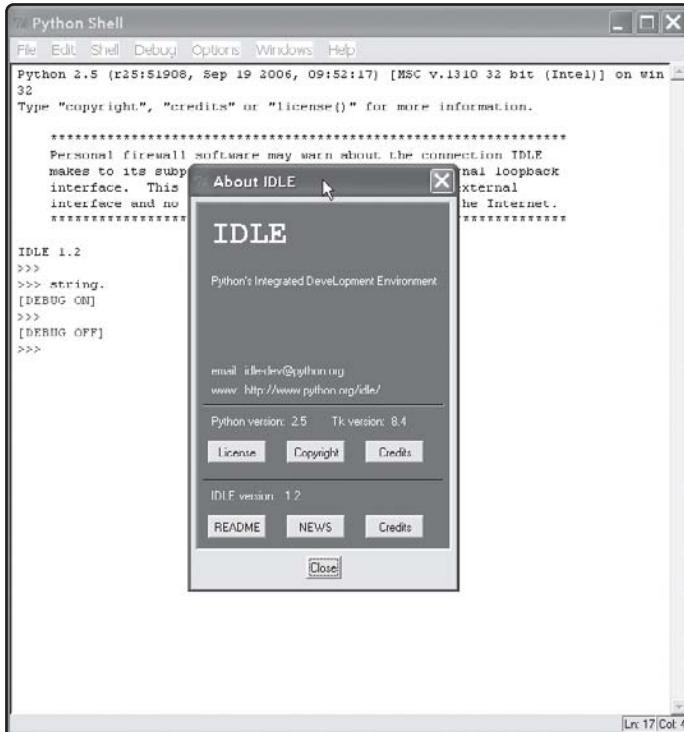 Python Shell
File Edit Shell Debug Options Windows Help
Python 2.5 (r25:51908, Sep 19 2006, 09:52:17) [MSC v.1310 32 bit (Intel)] on win
32
Type "copyright", "credits" or "license()" for more information.
****************************************************************
Personal firewall software may warn about the connection IDLE
makes to its subp nal loopback
interface. This xternal
interface and no he Internet.
****************************************************************
IDLE 1.2
>>>
>>> string.
[DEBUG ON]
>>>
[DEBUG OFF]
>>>
About IDLE
IDLE
Python's Integrated DeveLopment Environment
email: idle-dev@python.org
www: http://www.python.org/idle/
Python version: 2.5 Tk version: 8.4
License Copyright Credits
IDLE version: 1.2
README NEWS Credits
Close
Ln: 17 Col: 4